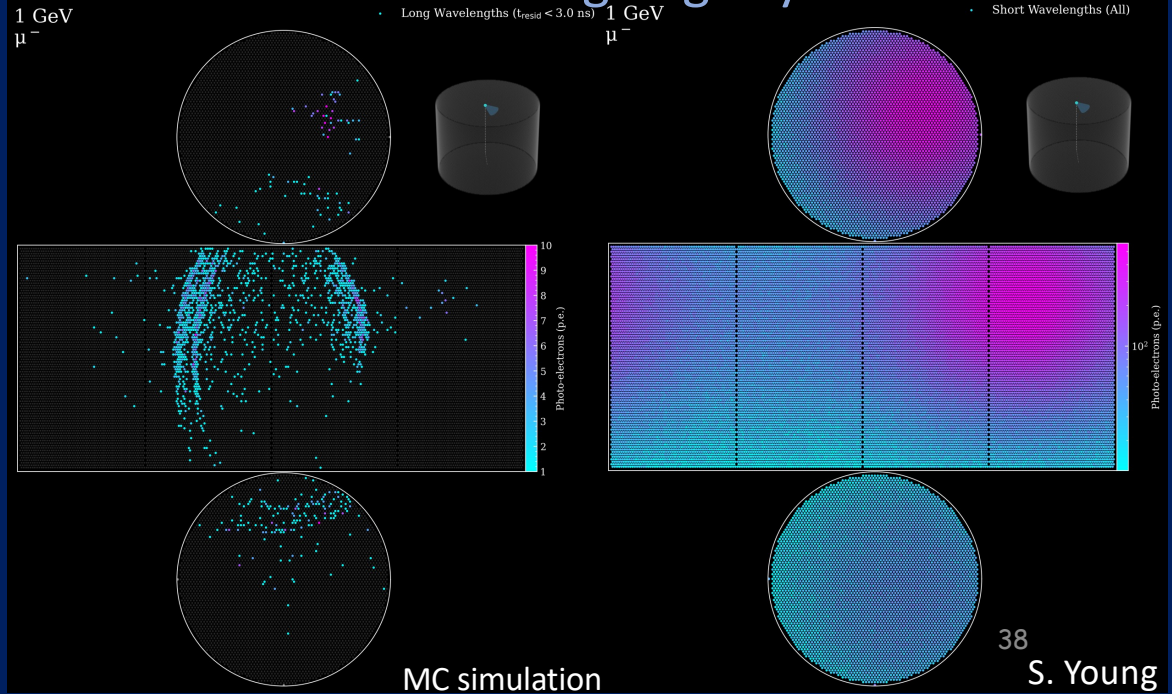 1 GeV
μ⁻
Long Wavelengths (t_resid < 3.0 ns)
10
9
8
7
6
5
4
3
2
1
Photo-electrons (p.e.)
MC simulation
1 GeV
μ⁻
Short Wavelengths (All)
10²
Photo-electrons (p.e.)
38
S. Young